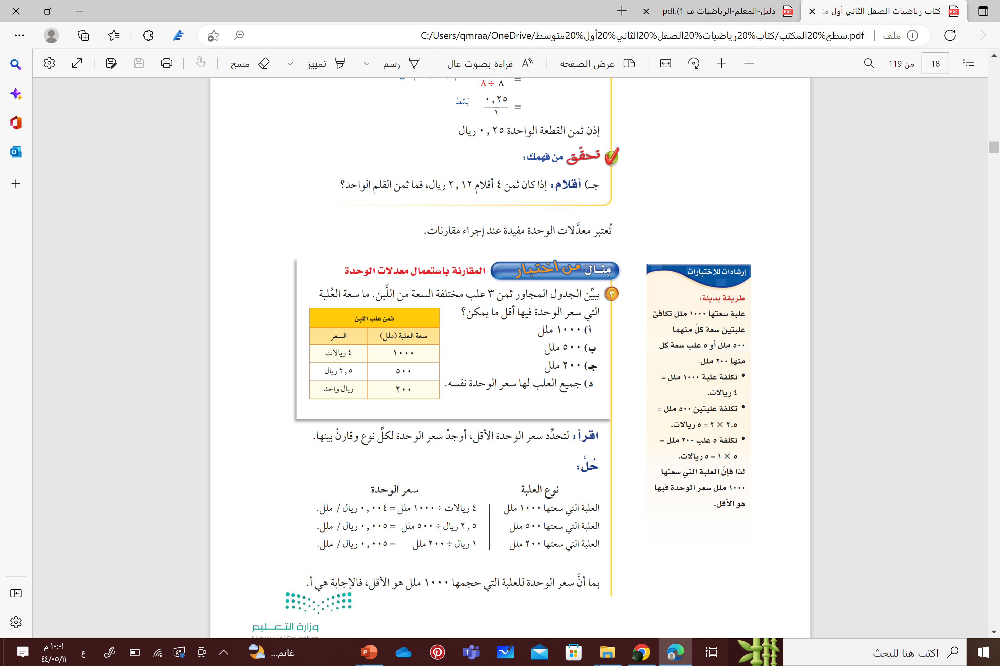 كتاب رياضيات الصفل الثاني أول
دليل-المعلم-الرياضيات ف 1).pdf
ملف
C:/Users/qmraa/OneDrive/سطح%20المكتب/كتاب%20رياضيات%20الصفل%20الثاني%20أول%20متوسط.pdf
18
من 119
عرض الصفحة
قراءة بصوت عالٍ
رسم
تمييز
مسح
= ٨ ÷ ٨
= ٠,٢٥ / ١ بَسّط
إذن ثمن القطعة الواحدة ٠,٢٥ ريال
تحقّق من فهمك:
جـ) أقلام: إذا كان ثمن ٤ أقلام ٢,١٢ ريال، فما ثمن القلم الواحد؟
تُعتبر معدَّلات الوحدة مفيدة عند إجراء مقارنات.
مِثـالٌ من اختبار المقارنة باستعمال معدلات الوحدة
٣ يبيِّن الجدول المجاور ثمن ٣ علب مختلفة السعة من اللَّبن. ما سعة العُلبة
التي سعر الوحدة فيها أقل ما يمكن؟
أ) ١٠٠٠ ملل
ب) ٥٠٠ ملل
جـ) ٢٠٠ ملل
د) جميع العلب لها سعر الوحدة نفسه.
ثمن علب اللبن
سعة العلبة (ملل) السعر
١٠٠٠ ٤ ريالات
٥٠٠ ٢,٥ ريال
٢٠٠ ريال واحد
اقرأ: لتحدِّد سعر الوحدة الأقل، أوجدْ سعر الوحدة لكلِّ نوع وقارنْ بينها.
حُلَّ:
نوع العلبة سعر الوحدة
العلبة التي سعتها ١٠٠٠ ملل ٤ ريالات ÷ ١٠٠٠ ملل = ٠,٠٠٤ ريال / ملل.
العلبة التي سعتها ٥٠٠ ملل ٢,٥ ريال ÷ ٥٠٠ ملل = ٠,٠٠٥ ريال / ملل.
العلبة التي سعتها ٢٠٠ ملل ١ ريال ÷ ٢٠٠ ملل = ٠,٠٠٥ ريال / ملل.
بما أنَّ سعر الوحدة للعلبة التي حجمها ١٠٠٠ ملل هو الأقل، فالإجابة هي أ.
إرشادات للاختبارات
طريقة بديلة:
علبة سعتها ١٠٠٠ ملل تكافئ
علبتين سعة كلّ منهما
٥٠٠ ملل أو ٥ علب سعة كل
منها ٢٠٠ ملل.
• تكلفة علبة ١٠٠٠ ملل =
٤ ريالات.
• تكلفة علبتين ٥٠٠ ملل =
٢,٥ × ٢ = ٥ ريالات.
• تكلفة ٥ علب ٢٠٠ ملل =
٥ × ١ = ٥ ريالات.
لذا فإنّ العلبة التي سعتها
١٠٠٠ ملل سعر الوحدة فيها
هو الأقل.
وزارة التعليم
Ministry of Education
اكتب هنا للبحث
غائم...
ع
١٠:٠١ م
٤٤/٠٥/١١